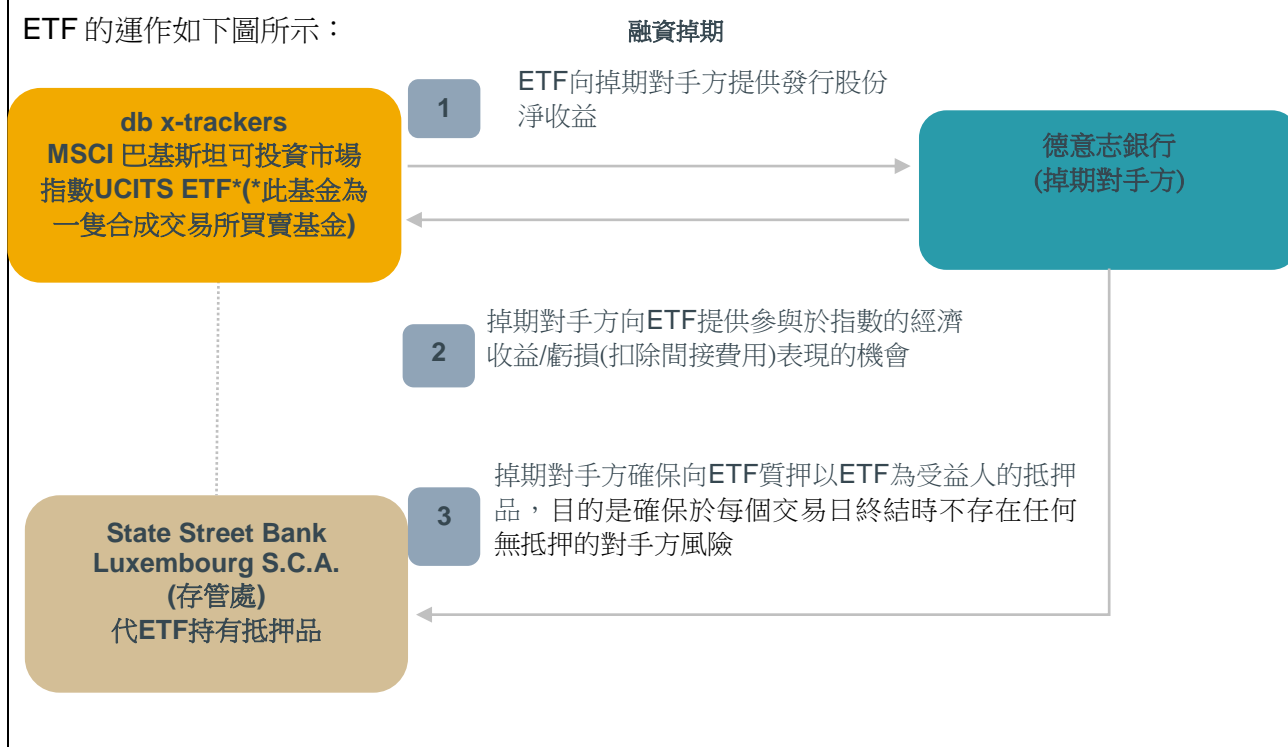 ETF 的運作如下圖所示：
融資掉期
1
ETF向掉期對手方提供發行股份
淨收益
db x-trackers
MSCI 巴基斯坦可投資市場
指數UCITS ETF*(*此基金為
一隻合成交易所買賣基金)
德意志銀行
(掉期對手方)
2
掉期對手方向ETF提供參與於指數的經濟
收益/虧損(扣除間接費用)表現的機會
3
掉期對手方確保向ETF質押以ETF為受益人的抵押
品，目的是確保於每個交易日終結時不存在任何
無抵押的對手方風險
State Street Bank
Luxembourg S.C.A.
(存管處)
代ETF持有抵押品